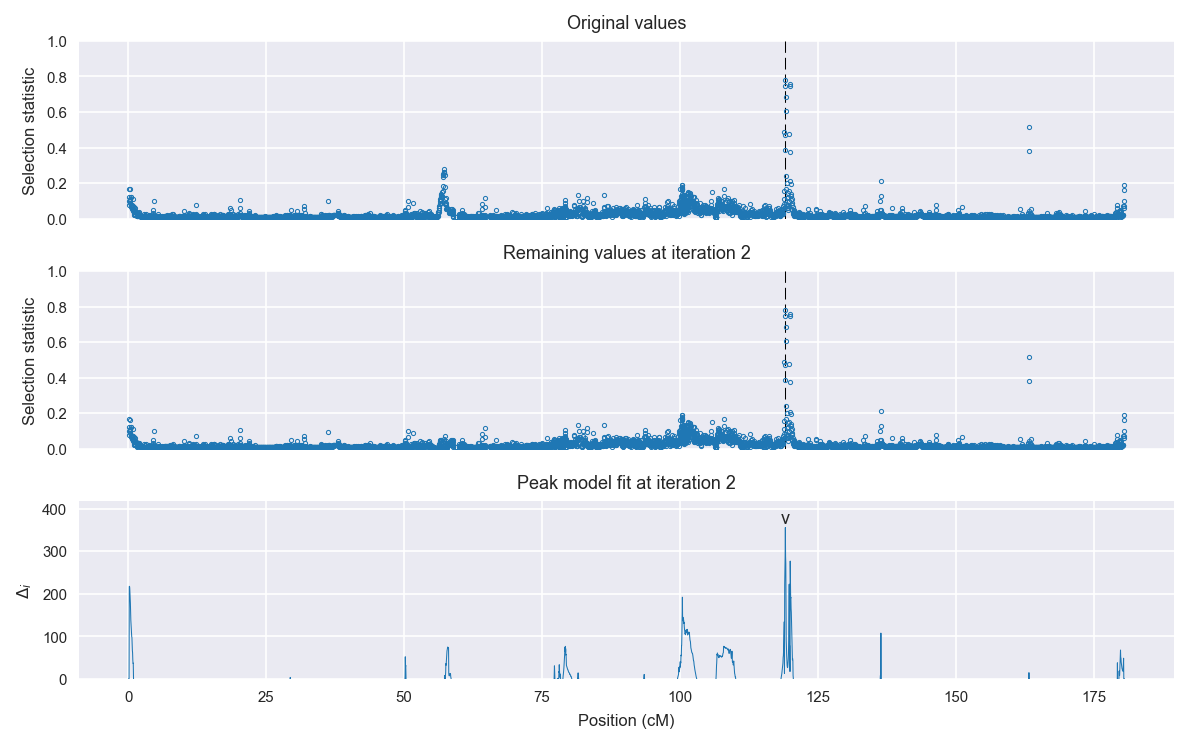 Original values
1.0
0.8
0.6
0.4
0.2
0.0
Selection statistic
Remaining values at iteration 2
1.0
0.8
0.6
0.4
0.2
0.0
Selection statistic
Peak model fit at iteration 2
400
300
200
100
0
Δi
v
0 25 50 75 100 125 150 175
Position (cM)